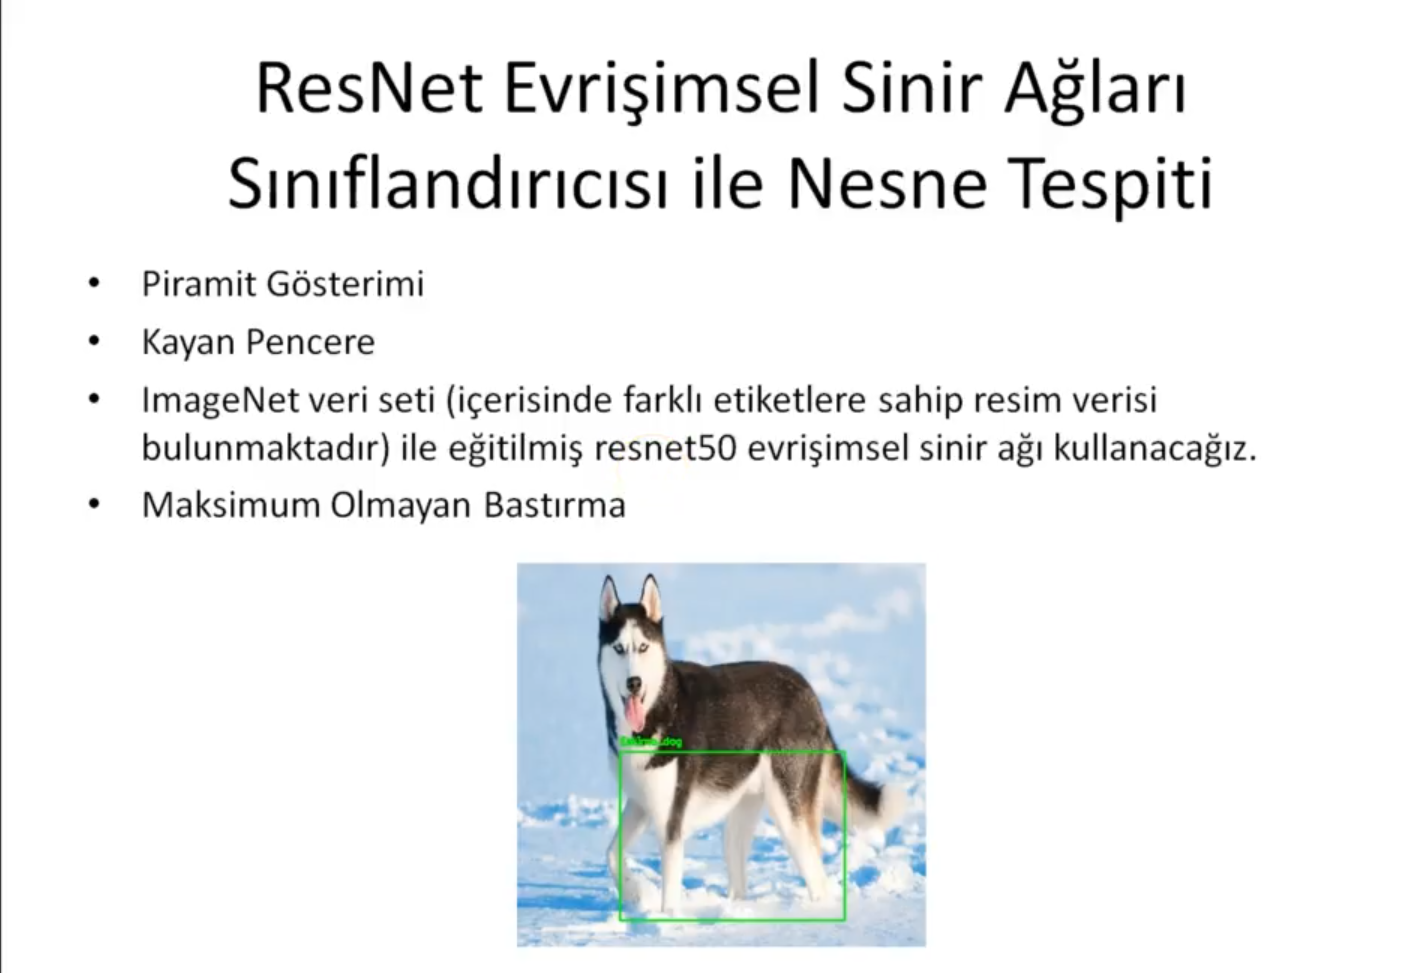 ResNet Evrişimsel Sinir Ağları
Sınıflandırıcısı ile Nesne Tespiti
• Piramit Gösterimi
• Kayan Pencere
• ImageNet veri seti (içerisinde farklı etiketlere sahip resim verisi
bulunmaktadır) ile eğitilmiş resnet50 evrişimsel sinir ağı kullanacağız.
• Maksimum Olmayan Bastırma
dog